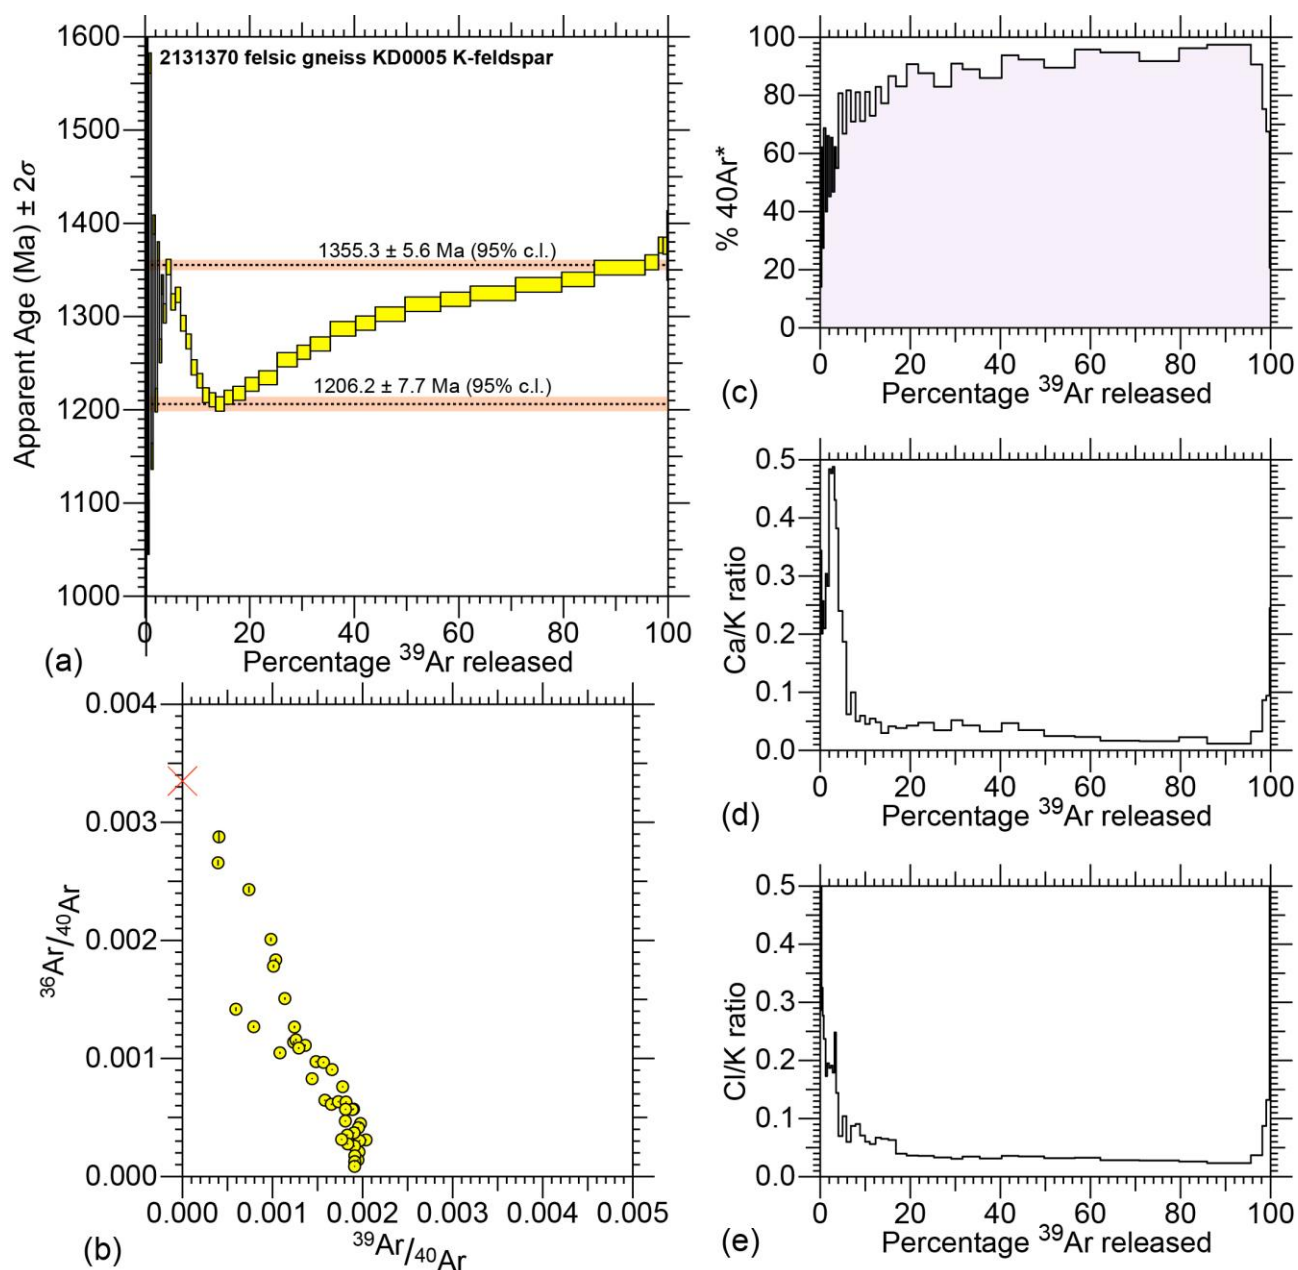 2131370 felsic gneiss KD0005 K-feldspar
1355.3 ± 5.6 Ma (95% c.l.)
1206.2 ± 7.7 Ma (95% c.l.)
Apparent Age (Ma) ± 2σ
1600
1500
1400
1300
1200
1100
1000
0 20 40 60 80 100
Percentage ³⁹Ar released
(a)
0.004
0.003
0.002
0.001
0.000
³⁶Ar/⁴⁰Ar
0.000 0.001 0.002 0.003 0.004 0.005
³⁹Ar/⁴⁰Ar
(b)
100
80
60
40
20
0
% 40Ar*
0 20 40 60 80 100
Percentage ³⁹Ar released
(c)
0.5
0.4
0.3
0.2
0.1
0.0
Ca/K ratio
0 20 40 60 80 100
Percentage ³⁹Ar released
(d)
0.5
0.4
0.3
0.2
0.1
0.0
Cl/K ratio
0 20 40 60 80 100
Percentage ³⁹Ar released
(e)